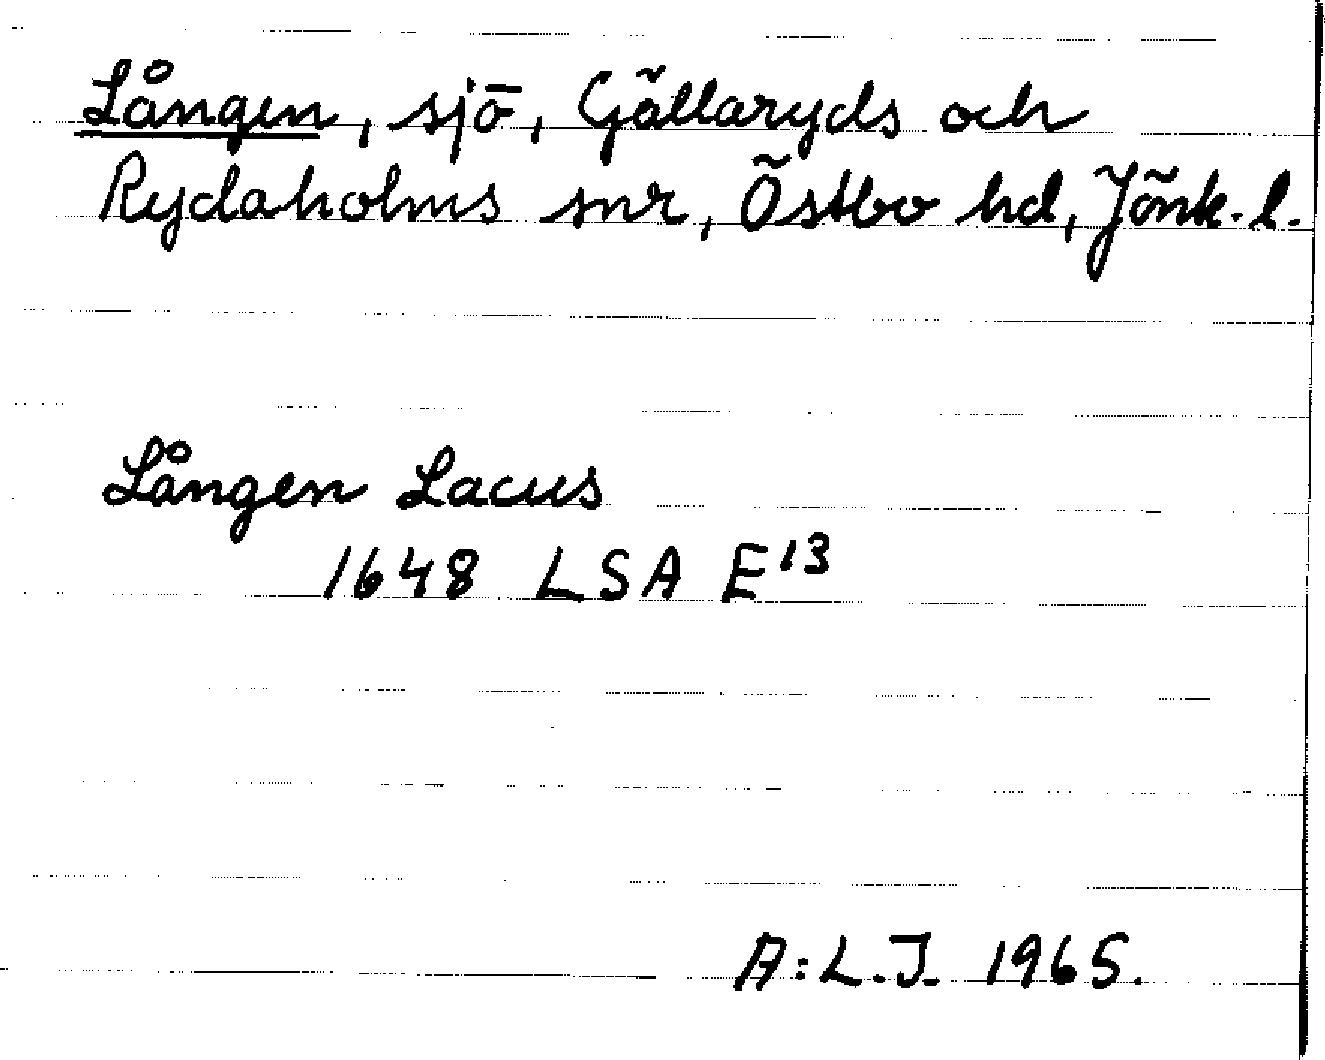 Lången, sjö, Gällaryds och
Rydaholms snr, Östbo hd, Jönk. l.
Lången Lacus
1648 LSA E¹³
A:L.J. 1965.